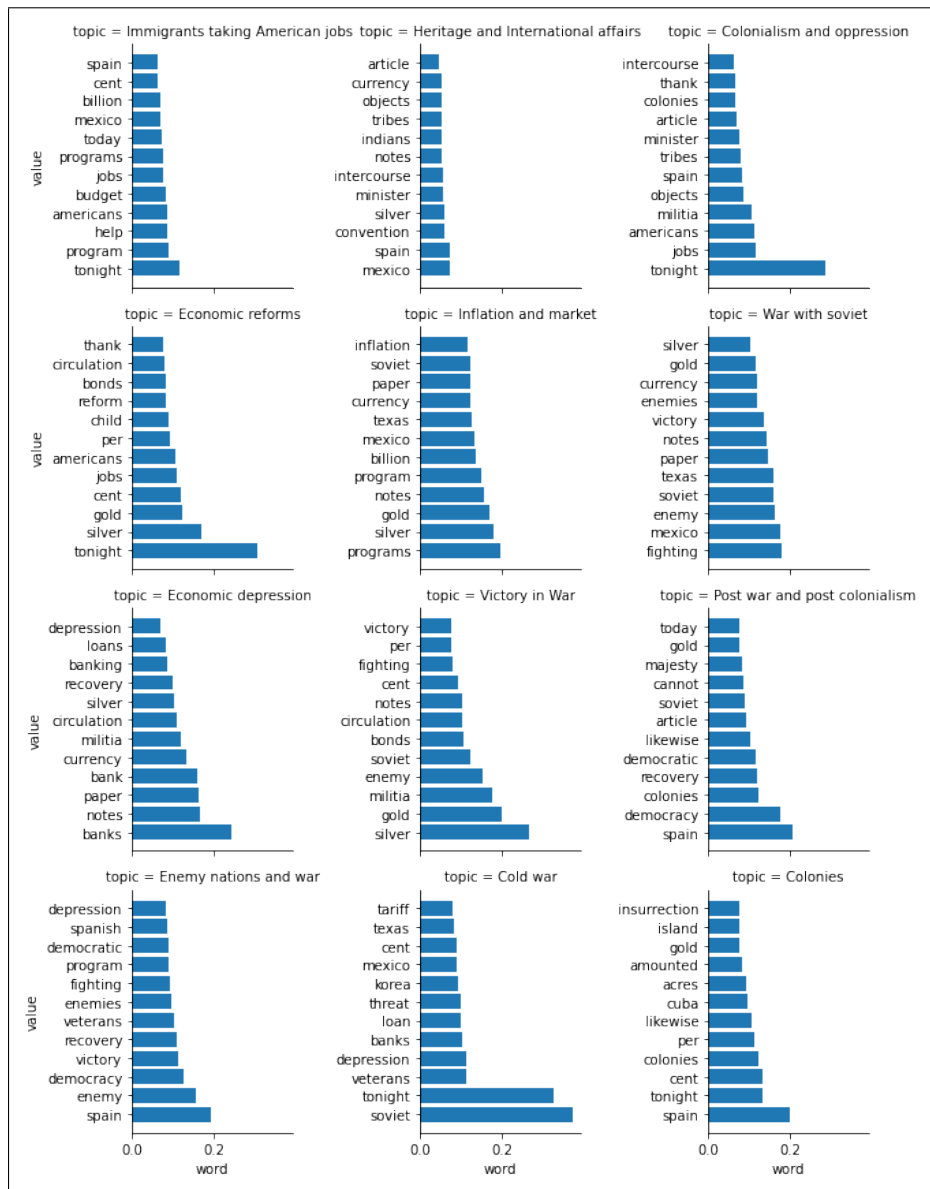 topic = Immigrants taking American jobs
spain
cent
billion
mexico
today
programs
jobs
budget
americans
help
program
tonight
value
topic = Heritage and International affairs
article
currency
objects
tribes
indians
notes
intercourse
minister
silver
convention
spain
mexico
topic = Colonialism and oppression
intercourse
thank
colonies
article
minister
tribes
spain
objects
militia
americans
jobs
tonight
topic = Economic reforms
thank
circulation
bonds
reform
child
per
americans
jobs
cent
gold
silver
tonight
value
topic = Inflation and market
inflation
soviet
paper
currency
texas
mexico
billion
program
notes
gold
silver
programs
topic = War with soviet
silver
gold
currency
enemies
victory
notes
paper
texas
soviet
enemy
mexico
fighting
topic = Economic depression
depression
loans
banking
recovery
silver
circulation
militia
currency
bank
paper
notes
banks
value
topic = Victory in War
victory
per
fighting
cent
notes
circulation
bonds
soviet
enemy
militia
gold
silver
topic = Post war and post colonialism
today
gold
majesty
cannot
soviet
article
likewise
democratic
recovery
colonies
democracy
spain
topic = Enemy nations and war
depression
spanish
democratic
program
fighting
enemies
veterans
recovery
victory
democracy
enemy
spain
value
0.0 0.2
word
topic = Cold war
tariff
texas
cent
mexico
korea
threat
loan
banks
depression
veterans
tonight
soviet
0.0 0.2
word
topic = Colonies
insurrection
island
gold
amounted
acres
cuba
likewise
per
colonies
cent
tonight
spain
0.0 0.2
word